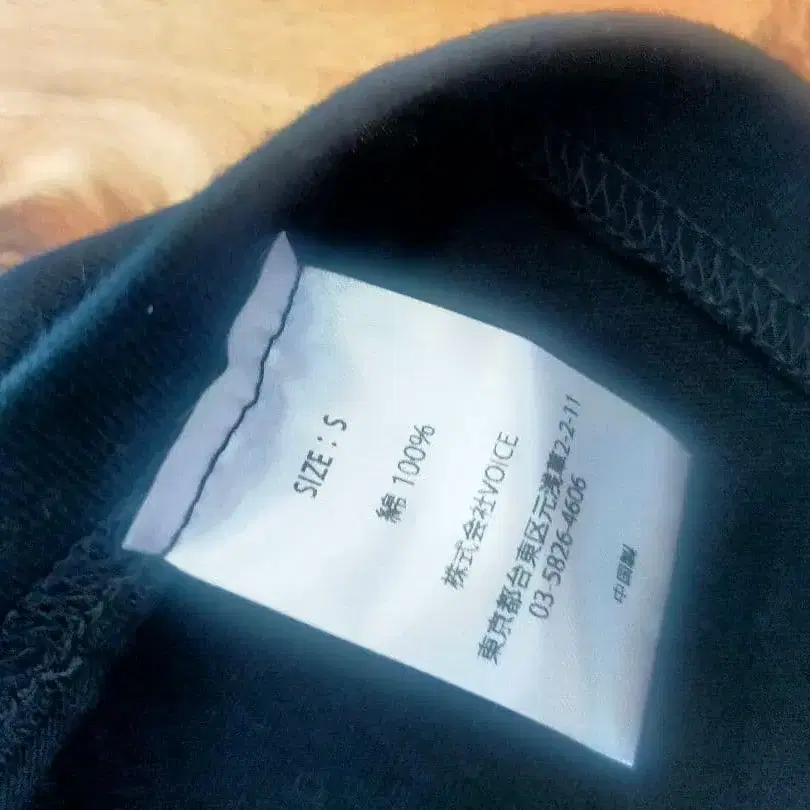 SIZE : S
綿 100%
株式会社VOICE
東京都台東区元浅草2-2-11
03-5826-4606
中国製